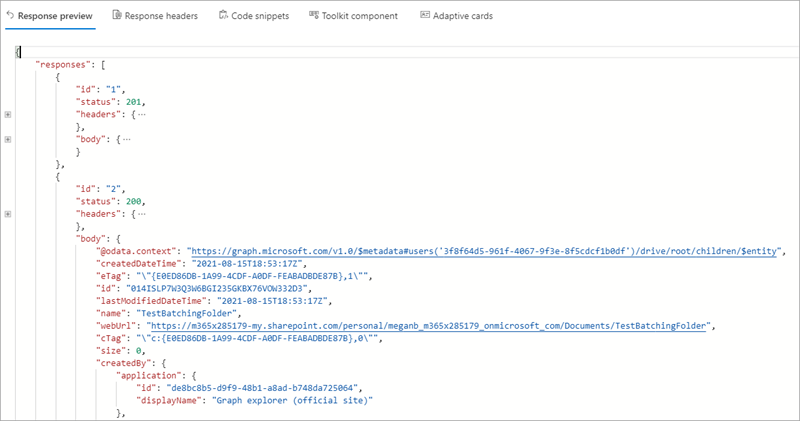 Response preview Response headers Code snippets Toolkit component Adaptive cards
{
"responses": [
{
"id": "1",
"status": 201,
"headers": {…
},
"body": {…
}
},
{
"id": "2",
"status": 200,
"headers": {…
},
"body": {
"@odata.context": "https://graph.microsoft.com/v1.0/$metadata#users('3f8f64d5-961f-4067-9f3e-8f5cdcf1b0df')/drive/root/children/$entity",
"createdDateTime": "2021-08-15T18:53:17Z",
"eTag": "\"{E0ED86DB-1A99-4CDF-A0DF-FEABADBDE87B},1\"",
"id": "014ISLP7W3Q3W6BGI235GKBX76VOW332D3",
"lastModifiedDateTime": "2021-08-15T18:53:17Z",
"name": "TestBatchingFolder",
"webUrl": "https://m365x285179-my.sharepoint.com/personal/meganb_m365x285179_onmicrosoft_com/Documents/TestBatchingFolder",
"cTag": "\"c:{E0ED86DB-1A99-4CDF-A0DF-FEABADBDE87B},0\"",
"size": 0,
"createdBy": {
"application": {
"id": "de8bc8b5-d9f9-48b1-a8ad-b748da725064",
"displayName": "Graph explorer (official site)"
},